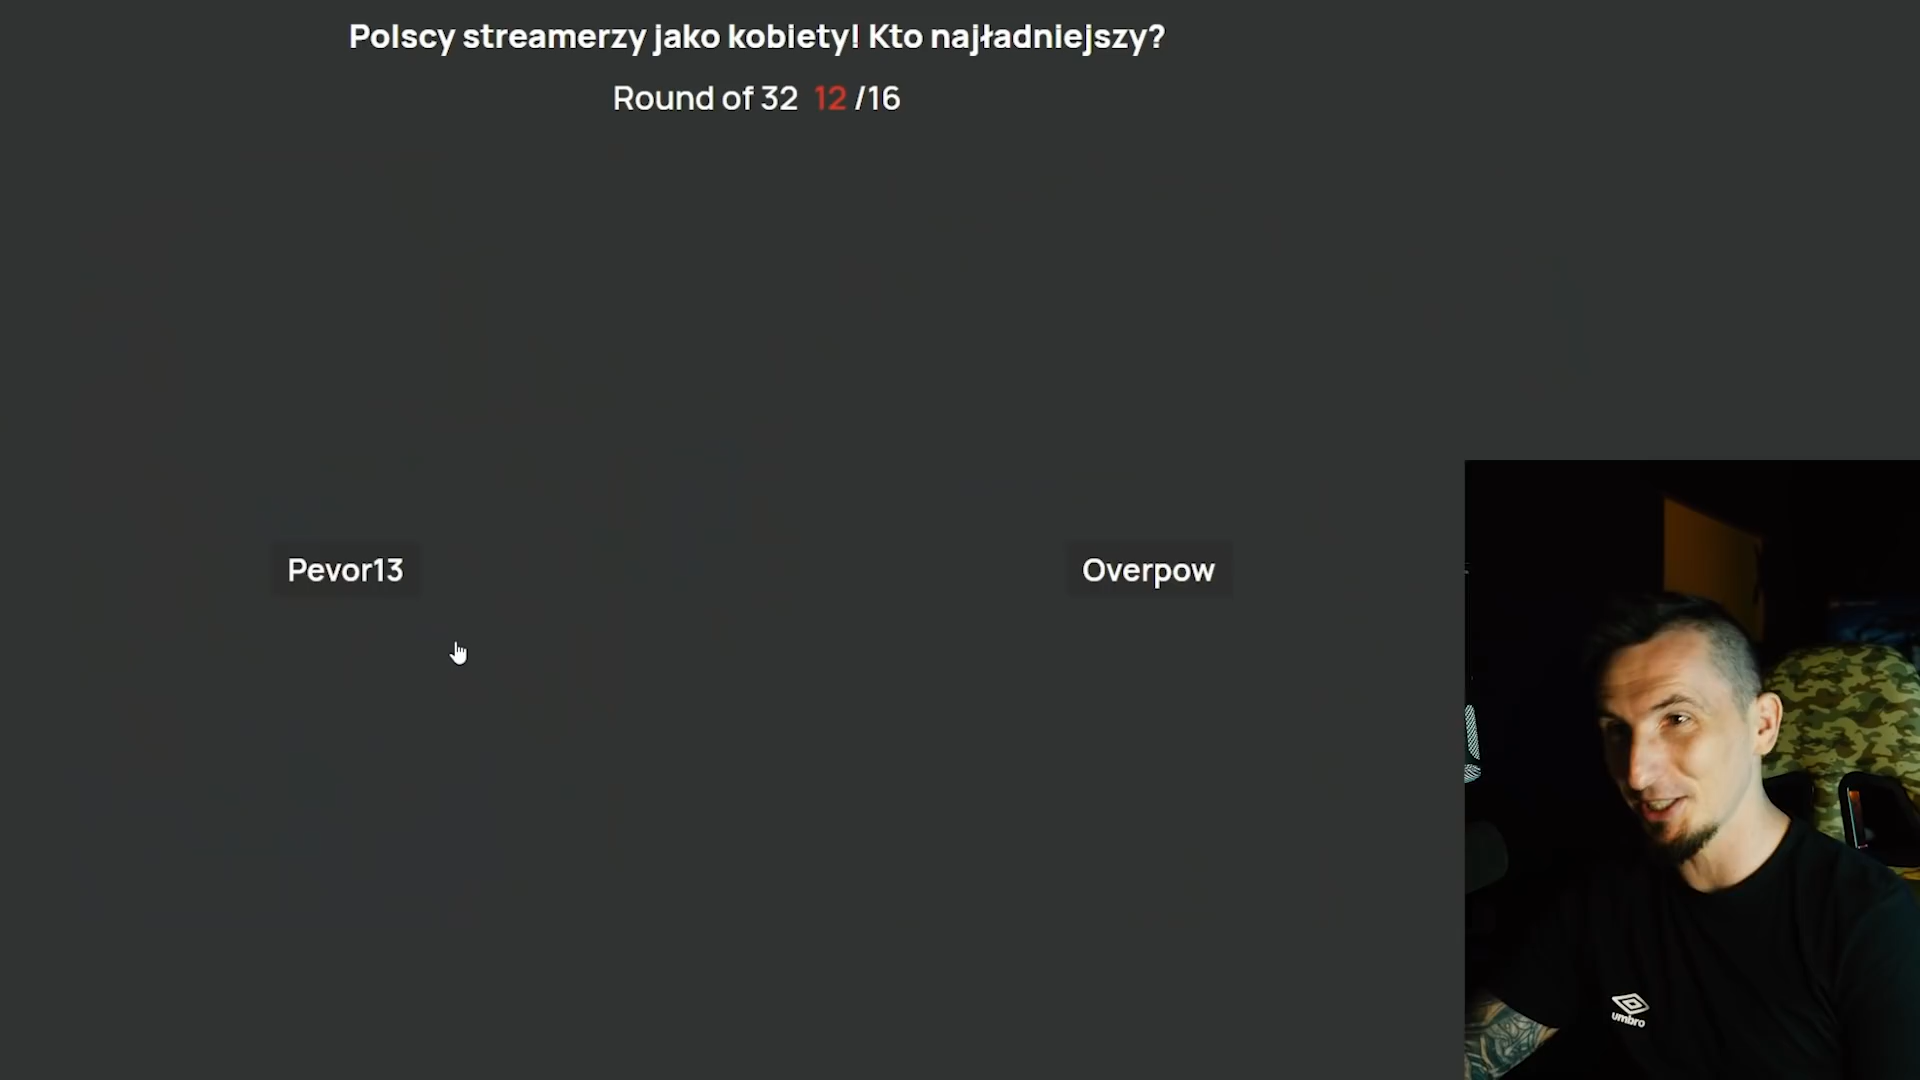 Polscy streamerzy jako kobiety! Kto najładniejszy?
Round of 32 12 /16
Pevor13
Overpow
umbro